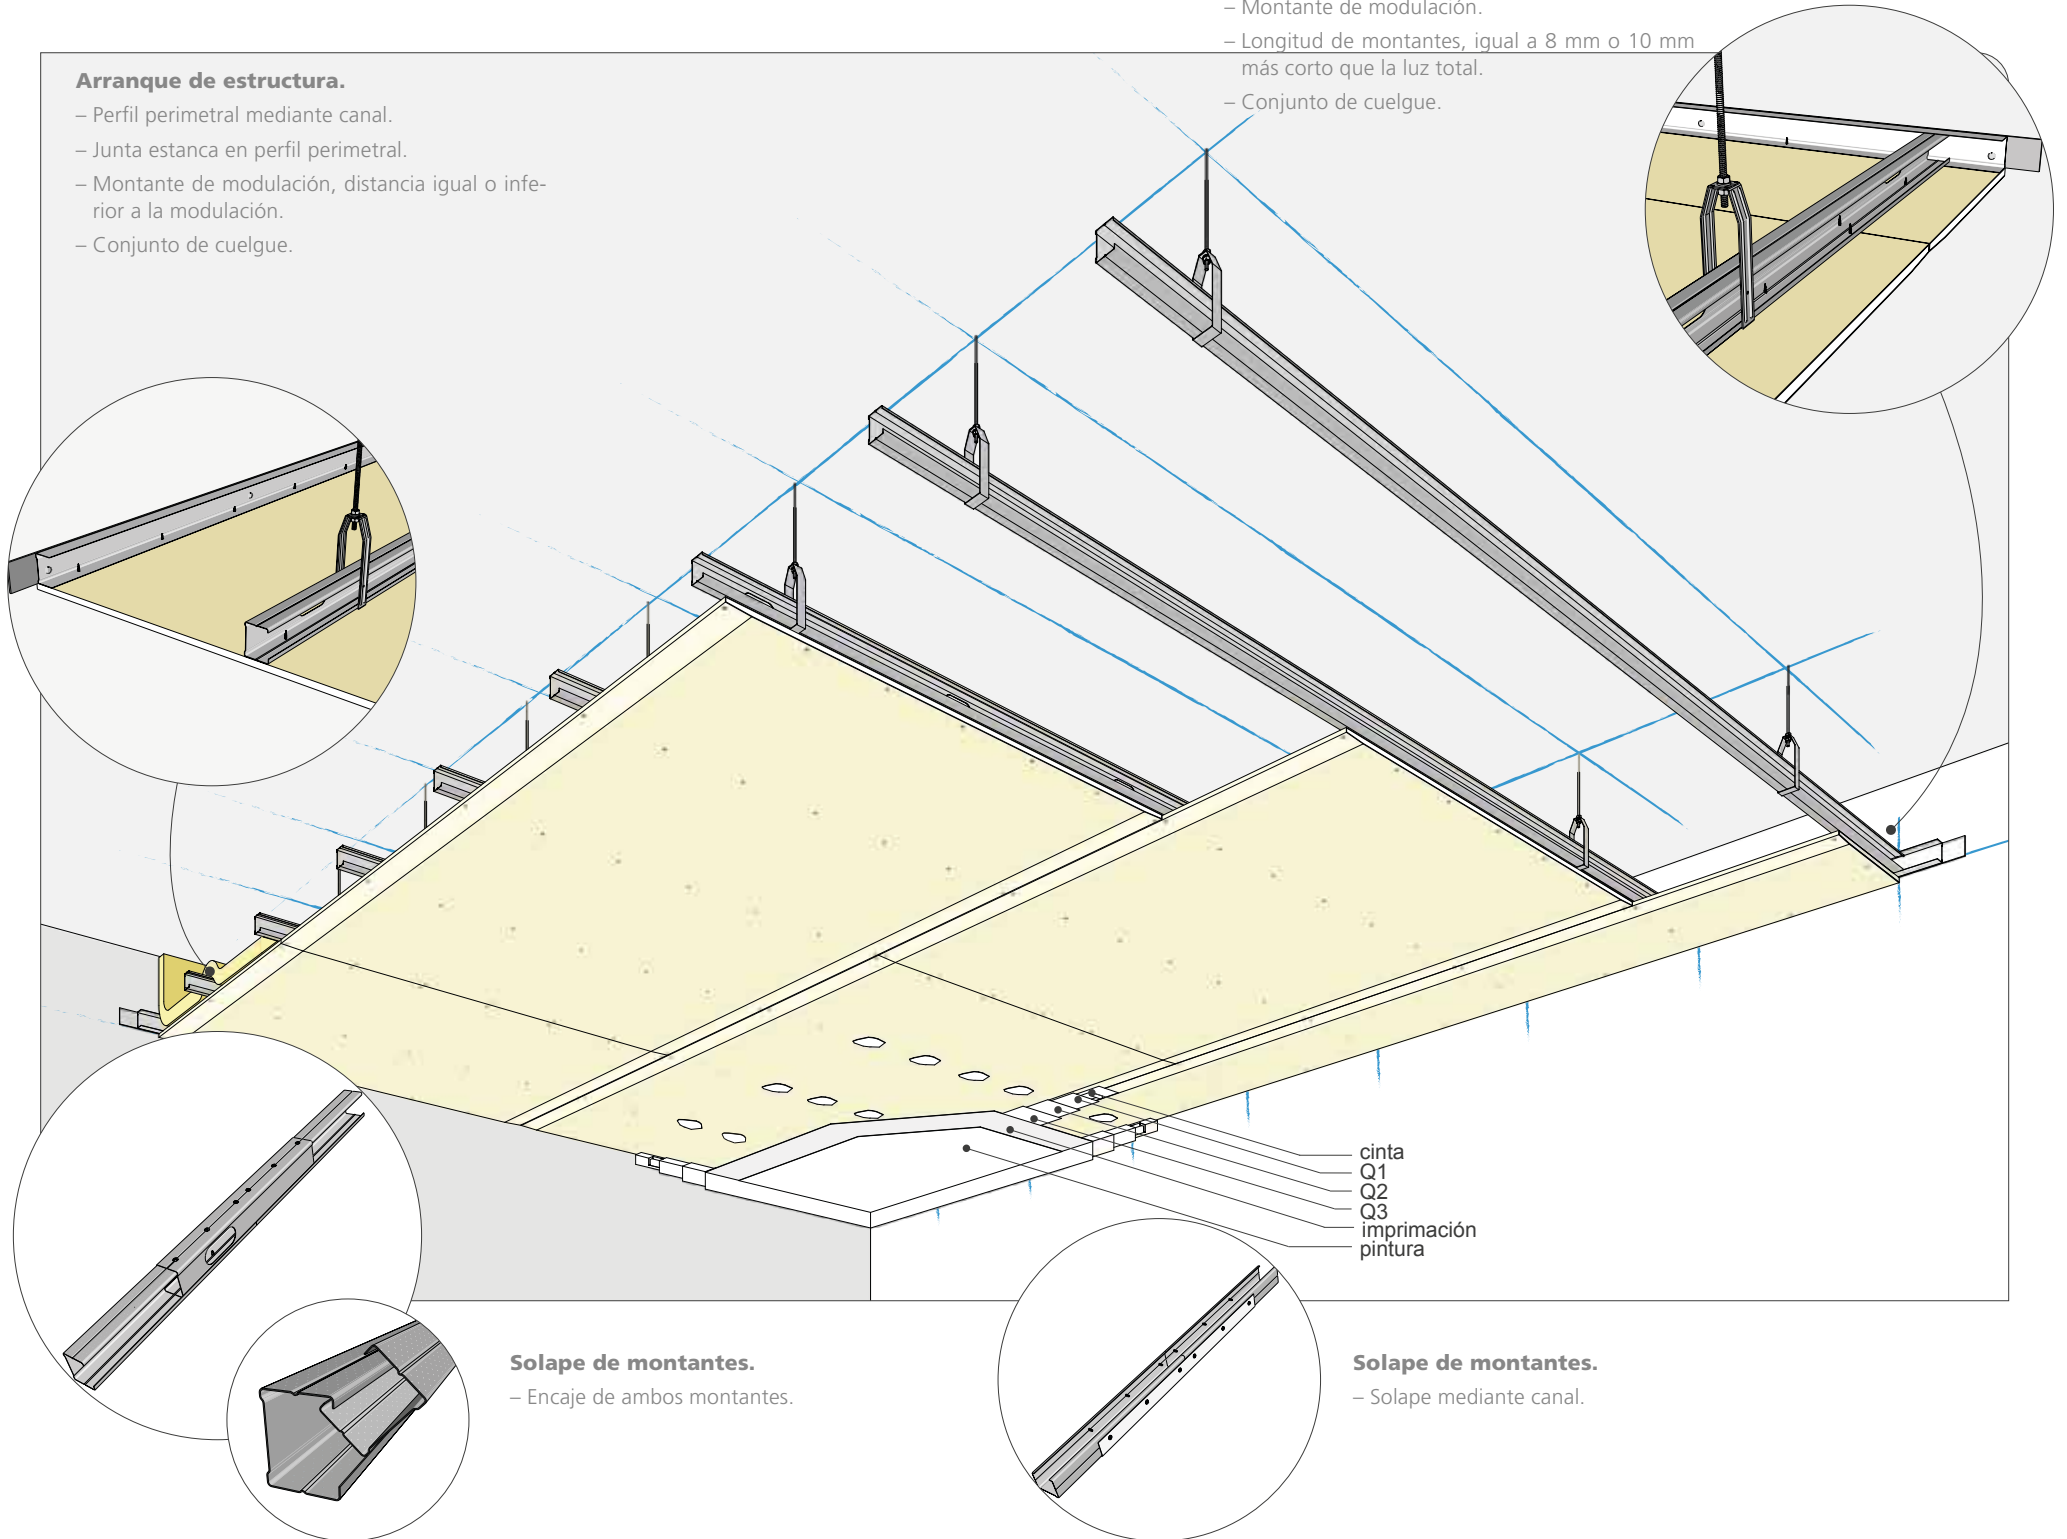 Arranque de estructura.
– Perfil perimetral mediante canal.
– Junta estanca en perfil perimetral.
– Montante de modulación, distancia igual o infe-
rior a la modulación.
– Conjunto de cuelgue.
– Montante de modulación.
– Longitud de montantes, igual a 8 mm o 10 mm
más corto que la luz total.
– Conjunto de cuelgue.
cinta
Q1
Q2
Q3
imprimación
pintura
Solape de montantes.
– Encaje de ambos montantes.
Solape de montantes.
– Solape mediante canal.